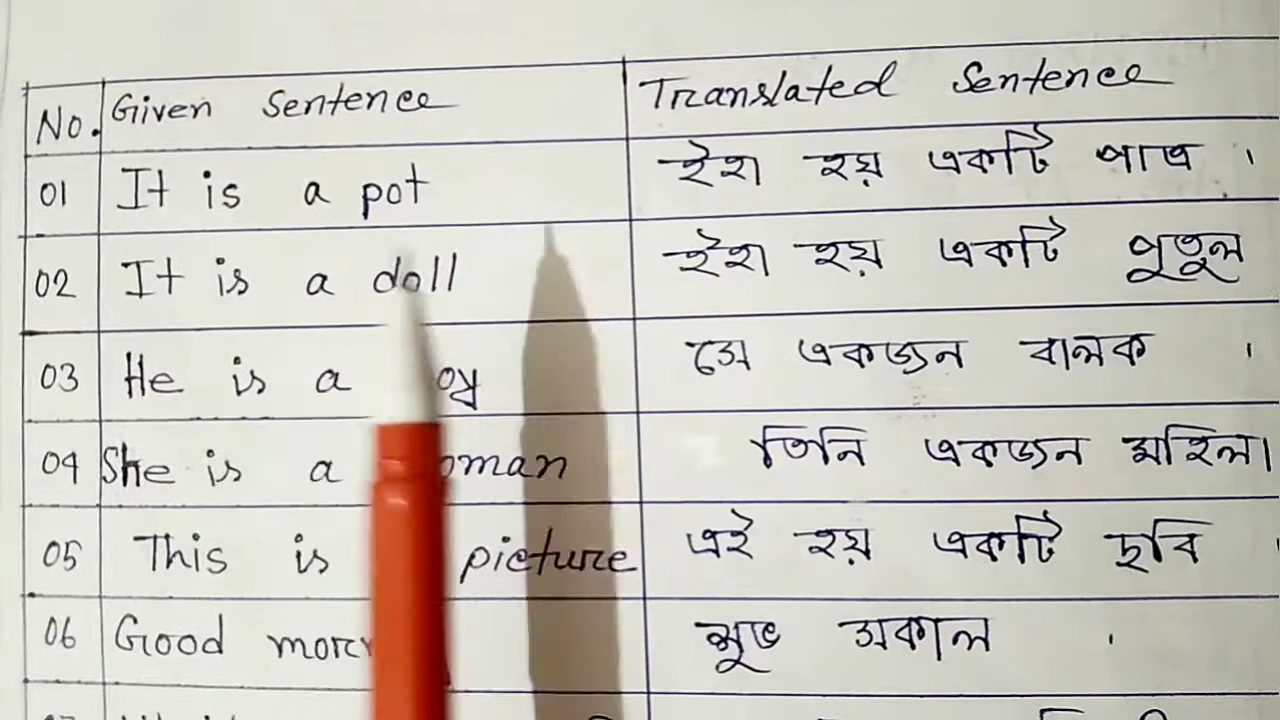 No. Given sentence Translated sentence
01 It is a pot ইহা হয় একটি পাত্র ।
02 It is a doll ইহা হয় একটি পুতুল
03 He is a সে একজন বালক ।
04 She is a তিনি একজন মহিলা।
05 This is picture এই হয় একটি ছবি ।
06 Good শুভ সকাল ।